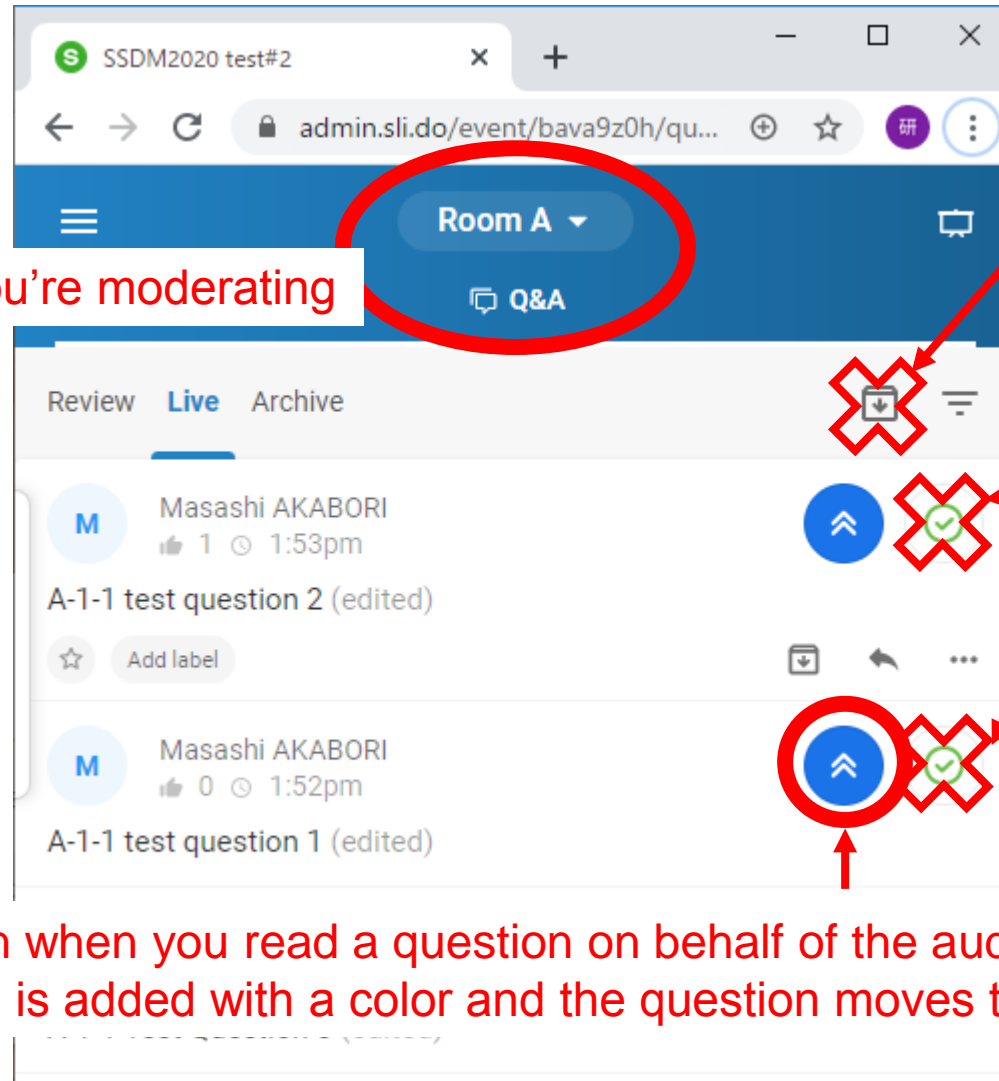 S SSDM2020 test#2
admin.sli.do/event/bava9z0h/qu... 研
Room A
u're moderating
Q&A
Review Live Archive
M Masashi AKABORI
1 1:53pm
A-1-1 test question 2 (edited)
Add label
M Masashi AKABORI
0 1:52pm
A-1-1 test question 1 (edited)
when you read a question on behalf of the
is added with a color and the question moves